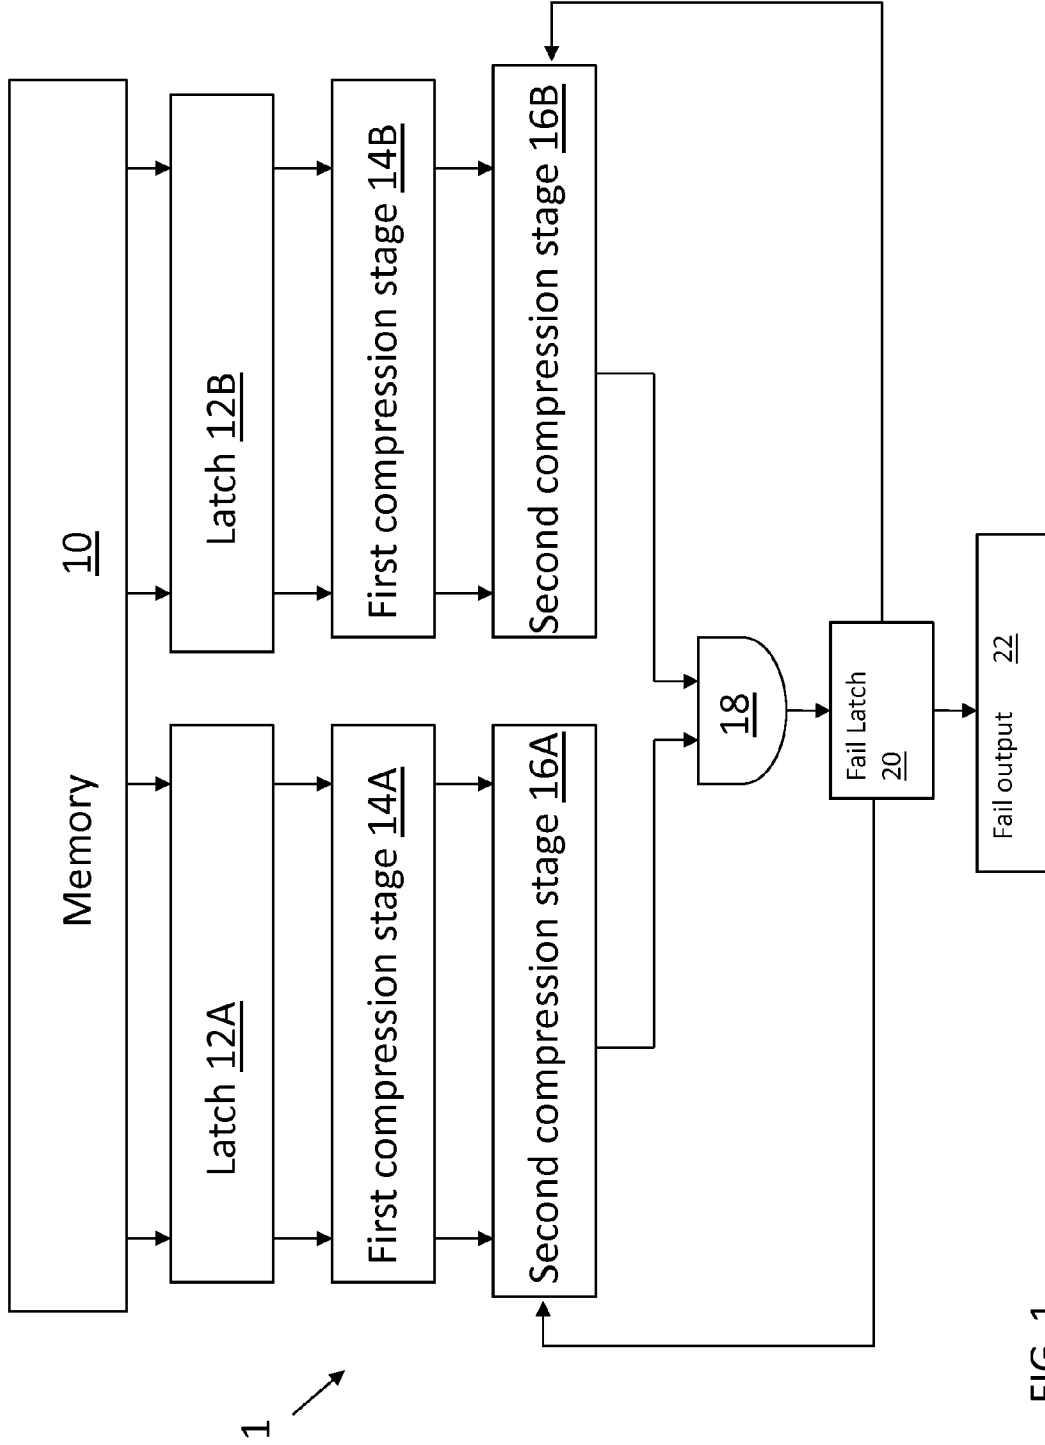 Memory 10
Latch 12A
Latch 12B
First compression stage 14A
First compression stage 14B
1
Second compression stage 16A
Second compression stage 16B
18
Fail Latch
20
Fail output 22
FIG. 1